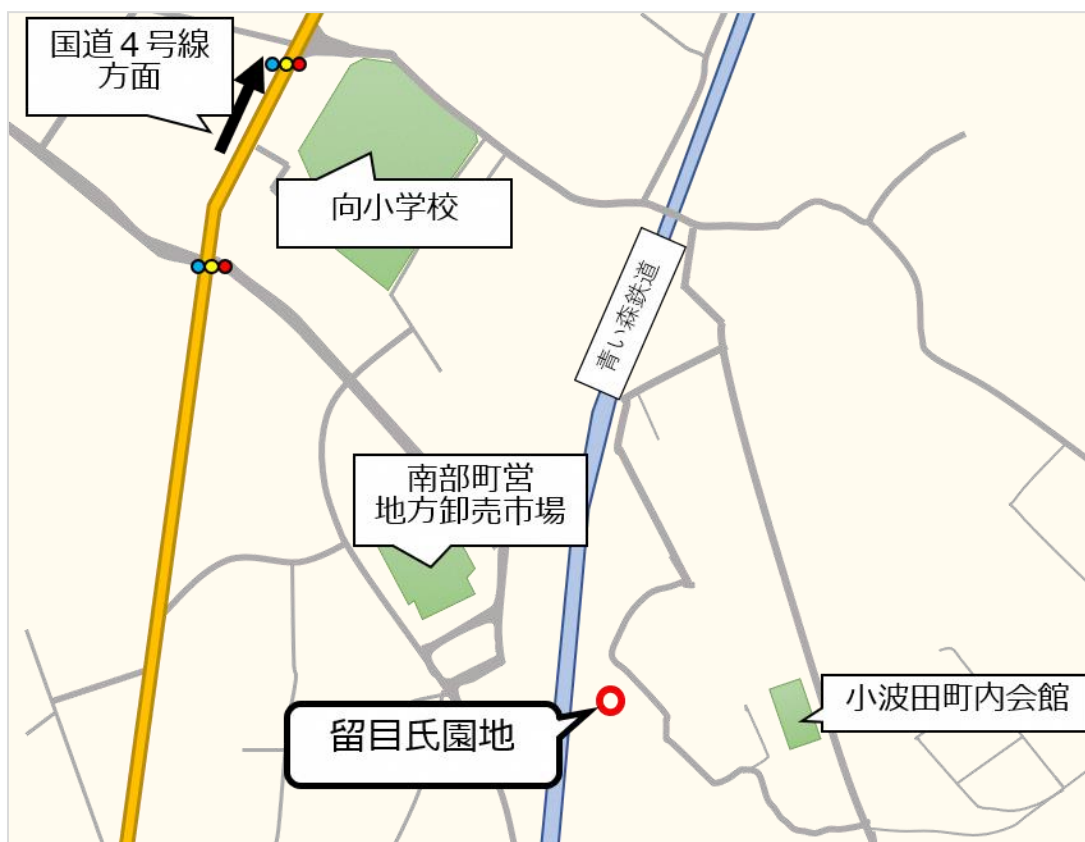 国道４号線
方面
向小学校
青い森鉄道
南部町営
地方卸売市場
小波田町内会館
留目氏園地